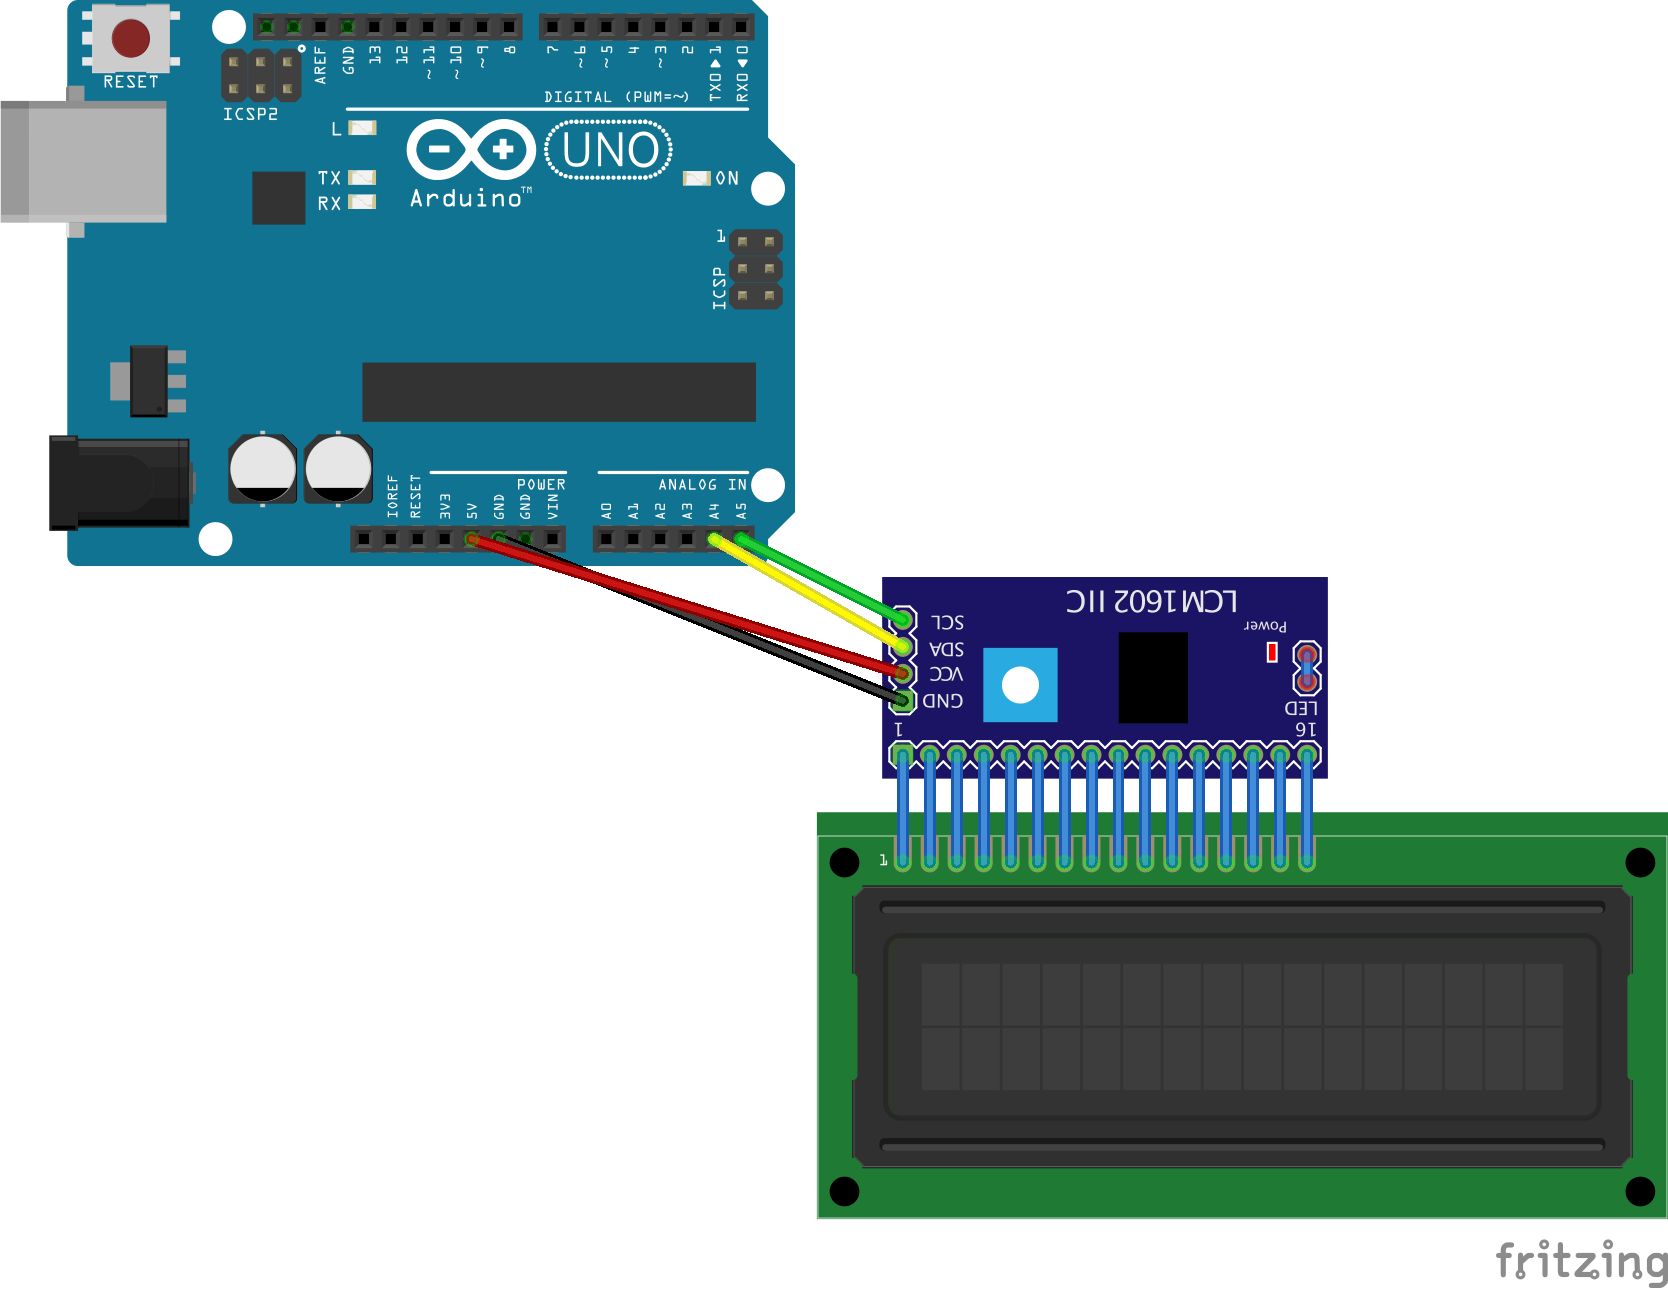 RESET
ICSP2
AREF
GND
13
12
~11
~10
~9
8
7
~6
~5
4
~3
2
TX0▶1
RX0◀0
DIGITAL (PWM=~)
L
TX
RX
Arduino™
UNO
ON
1
ICSP
POWER
ANALOG IN
IOREF
RESET
3V3
5V
GND
GND
VIN
A0
A1
A2
A3
A4
A5
LCM1602 IIC
SCL
SDA
VCC
GND
Power
LED
1
16
1
fritzing